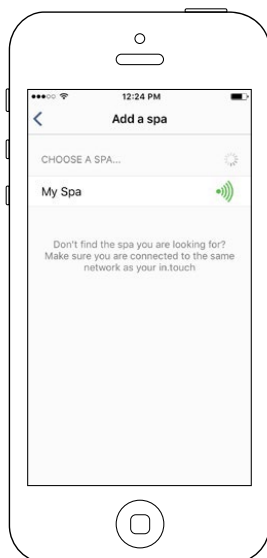 12:24 PM
Add a spa
CHOOSE A SPA...
My Spa
Don't find the spa you are looking for?
Make sure you are connected to the same
network as your in.touch